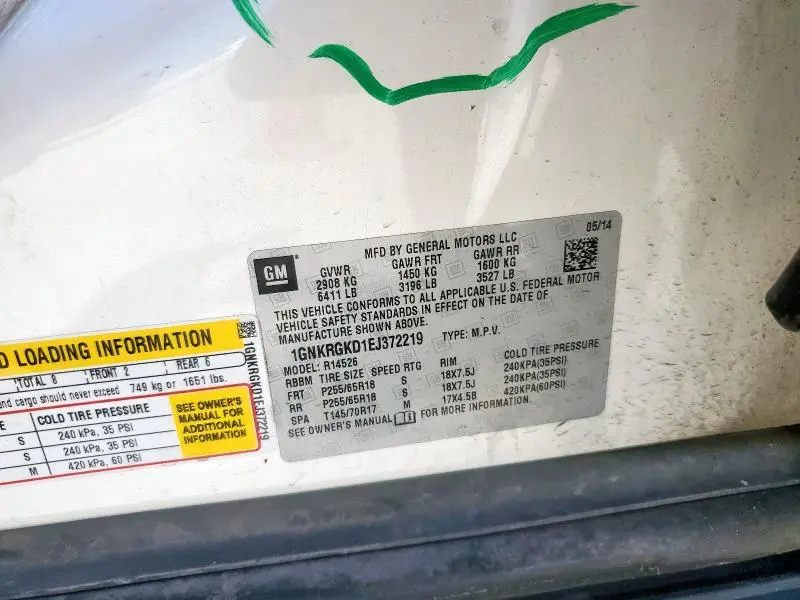 05/14
GM
MFD BY GENERAL MOTORS LLC
GVWR GAWR FRT GAWR RR
2908 KG 1450 KG 1600 KG
6411 LB 3196 LB 3527 LB
THIS VEHICLE CONFORMS TO ALL APPLICABLE U.S. FEDERAL MOTOR
VEHICLE SAFETY STANDARDS IN EFFECT ON THE DATE OF
MANUFACTURE SHOWN ABOVE.
1GNKRGKD1EJ372219 TYPE: M.P.V.
MODEL: R14526
RBBM TIRE SIZE SPEED RTG RIM COLD TIRE PRESSURE
FRT P255/65R18 S 18X7.5J 240KPA(35PSI)
RR P255/65R18 S 18X7.5J 240KPA(35PSI)
SPA T145/70R17 M 17X4.5B 420KPA(60PSI)
SEE OWNER'S MANUAL FOR MORE INFORMATION.
D LOADING INFORMATION
1GNKRGKD1EJ372219
TOTAL 8 FRONT 2 REAR 6
and cargo should never exceed 749 kg or 1651 lbs.
E COLD TIRE PRESSURE
S 240 kPa, 35 PSI
S 240 kPa, 35 PSI
M 420 kPa, 60 PSI
SEE OWNER'S
MANUAL FOR
ADDITIONAL
INFORMATION